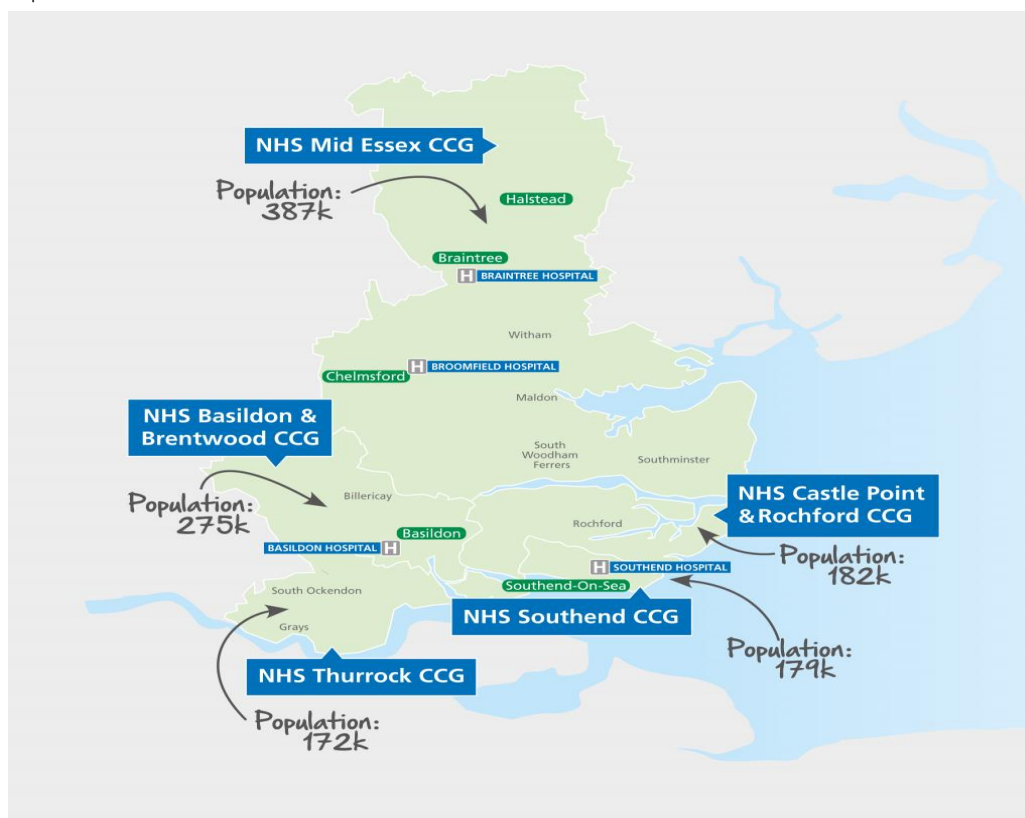 NHS Mid Essex CCG
Population:
387k
Halstead
Braintree
H BRAINTREE HOSPITAL
Witham
Chelmsford
H BROOMFIELD HOSPITAL
Maldon
NHS Basildon &
Brentwood CCG
South
Woodham
Ferrers
Southminster
Population:
275k
Billericay
NHS Castle Point
& Rochford CCG
Rochford
Basildon
BASILDON HOSPITAL H
Population:
182k
H SOUTHEND HOSPITAL
Southend-On-Sea
South Ockendon
NHS Southend CCG
Grays
Population:
179k
NHS Thurrock CCG
Population:
172k